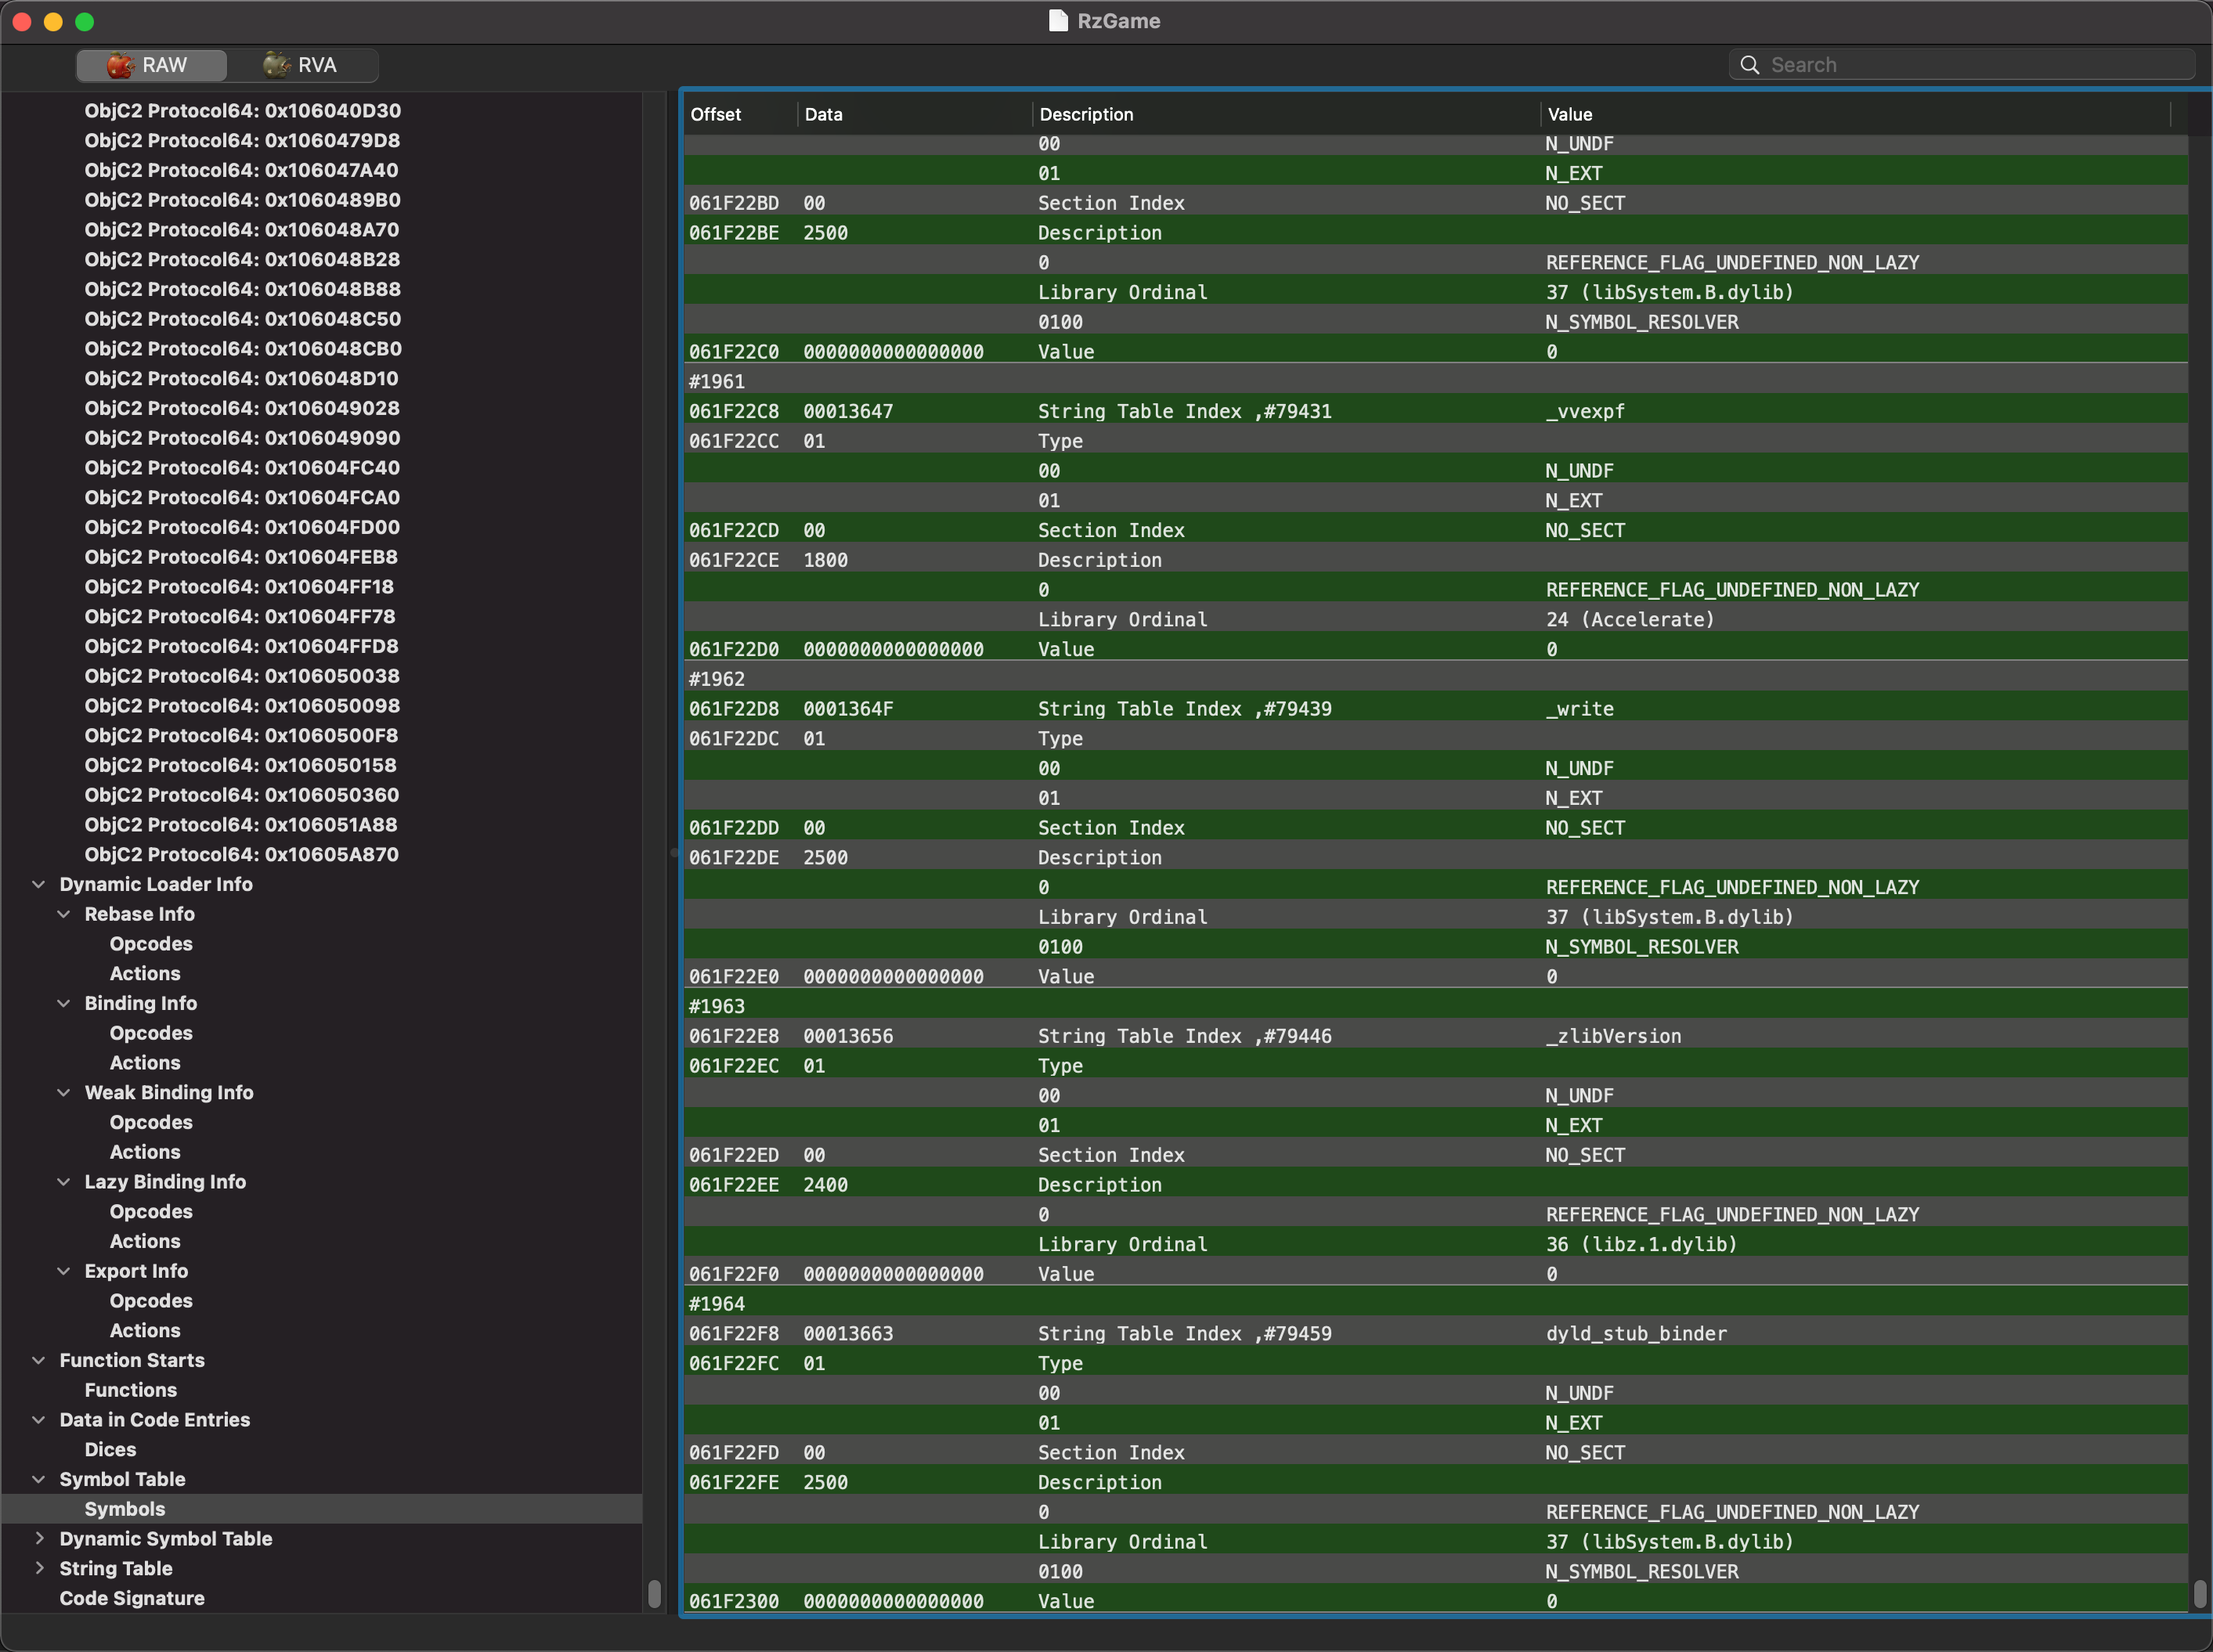 RzGame
RAW RVA Search
ObjC2 Protocol64: 0x106040D30
ObjC2 Protocol64: 0x1060479D8
ObjC2 Protocol64: 0x106047A40
ObjC2 Protocol64: 0x1060489B0
ObjC2 Protocol64: 0x106048A70
ObjC2 Protocol64: 0x106048B28
ObjC2 Protocol64: 0x106048B88
ObjC2 Protocol64: 0x106048C50
ObjC2 Protocol64: 0x106048CB0
ObjC2 Protocol64: 0x106048D10
ObjC2 Protocol64: 0x106049028
ObjC2 Protocol64: 0x106049090
ObjC2 Protocol64: 0x10604FC40
ObjC2 Protocol64: 0x10604FCA0
ObjC2 Protocol64: 0x10604FD00
ObjC2 Protocol64: 0x10604FEB8
ObjC2 Protocol64: 0x10604FF18
ObjC2 Protocol64: 0x10604FF78
ObjC2 Protocol64: 0x10604FFD8
ObjC2 Protocol64: 0x106050038
ObjC2 Protocol64: 0x106050098
ObjC2 Protocol64: 0x1060500F8
ObjC2 Protocol64: 0x106050158
ObjC2 Protocol64: 0x106050360
ObjC2 Protocol64: 0x106051A88
ObjC2 Protocol64: 0x10605A870
Dynamic Loader Info
Rebase Info
Opcodes
Actions
Binding Info
Opcodes
Actions
Weak Binding Info
Opcodes
Actions
Lazy Binding Info
Opcodes
Actions
Export Info
Opcodes
Actions
Function Starts
Functions
Data in Code Entries
Dices
Symbol Table
Symbols
Dynamic Symbol Table
String Table
Code Signature
Offset Data Description Value
00 N_UNDF
01 N_EXT
061F22BD 00 Section Index NO_SECT
061F22BE 2500 Description
0 REFERENCE_FLAG_UNDEFINED_NON_LAZY
Library Ordinal 37 (libSystem.B.dylib)
0100 N_SYMBOL_RESOLVER
061F22C0 0000000000000000 Value 0
#1961
061F22C8 00013647 String Table Index ,#79431 _vvexpf
061F22CC 01 Type
00 N_UNDF
01 N_EXT
061F22CD 00 Section Index NO_SECT
061F22CE 1800 Description
0 REFERENCE_FLAG_UNDEFINED_NON_LAZY
Library Ordinal 24 (Accelerate)
061F22D0 0000000000000000 Value 0
#1962
061F22D8 0001364F String Table Index ,#79439 _write
061F22DC 01 Type
00 N_UNDF
01 N_EXT
061F22DD 00 Section Index NO_SECT
061F22DE 2500 Description
0 REFERENCE_FLAG_UNDEFINED_NON_LAZY
Library Ordinal 37 (libSystem.B.dylib)
0100 N_SYMBOL_RESOLVER
061F22E0 0000000000000000 Value 0
#1963
061F22E8 00013656 String Table Index ,#79446 _zlibVersion
061F22EC 01 Type
00 N_UNDF
01 N_EXT
061F22ED 00 Section Index NO_SECT
061F22EE 2400 Description
0 REFERENCE_FLAG_UNDEFINED_NON_LAZY
Library Ordinal 36 (libz.1.dylib)
061F22F0 0000000000000000 Value 0
#1964
061F22F8 00013663 String Table Index ,#79459 dyld_stub_binder
061F22FC 01 Type
00 N_UNDF
01 N_EXT
061F22FD 00 Section Index NO_SECT
061F22FE 2500 Description
0 REFERENCE_FLAG_UNDEFINED_NON_LAZY
Library Ordinal 37 (libSystem.B.dylib)
0100 N_SYMBOL_RESOLVER
061F2300 0000000000000000 Value 0